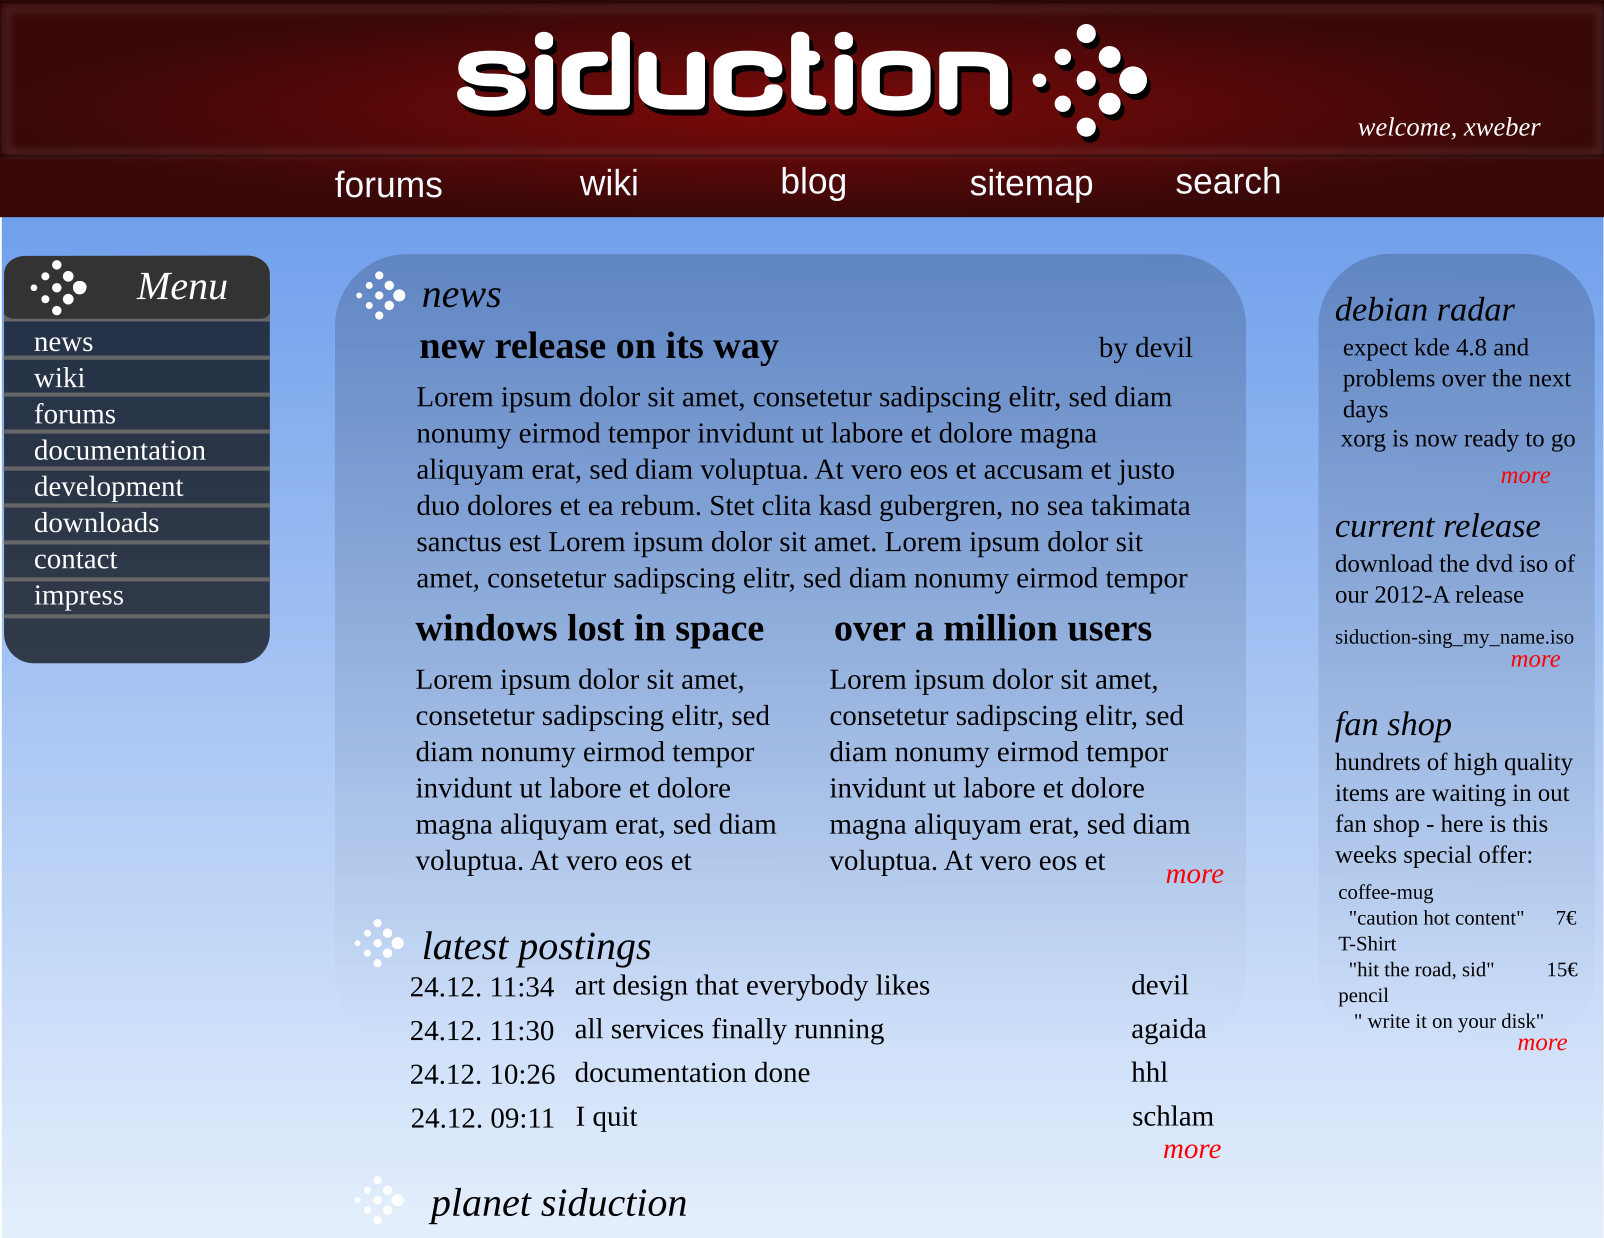 siduction
welcome, xweber
forums wiki blog sitemap search
Menu
news
wiki
forums
documentation
development
downloads
contact
impress
news
new release on its way by devil
Lorem ipsum dolor sit amet, consetetur sadipscing elitr, sed diam
nonumy eirmod tempor invidunt ut labore et dolore magna
aliquyam erat, sed diam voluptua. At vero eos et accusam et justo
duo dolores et ea rebum. Stet clita kasd gubergren, no sea takimata
sanctus est Lorem ipsum dolor sit amet. Lorem ipsum dolor sit
amet, consetetur sadipscing elitr, sed diam nonumy eirmod tempor
windows lost in space
Lorem ipsum dolor sit amet,
consetetur sadipscing elitr, sed
diam nonumy eirmod tempor
invidunt ut labore et dolore
magna aliquyam erat, sed diam
voluptua. At vero eos et
over a million users
Lorem ipsum dolor sit amet,
consetetur sadipscing elitr, sed
diam nonumy eirmod tempor
invidunt ut labore et dolore
magna aliquyam erat, sed diam
voluptua. At vero eos et
more
latest postings
24.12. 11:34 art design that everybody likes devil
24.12. 11:30 all services finally running agaida
24.12. 10:26 documentation done hhl
24.12. 09:11 I quit schlam
more
planet siduction
debian radar
expect kde 4.8 and
problems over the next
days
xorg is now ready to go
more
current release
download the dvd iso of
our 2012-A release
siduction-sing_my_name.iso
more
fan shop
hundrets of high quality
items are waiting in out
fan shop - here is this
weeks special offer:
coffee-mug
"caution hot content" 7€
T-Shirt
"hit the road, sid" 15€
pencil
" write it on your disk"
more